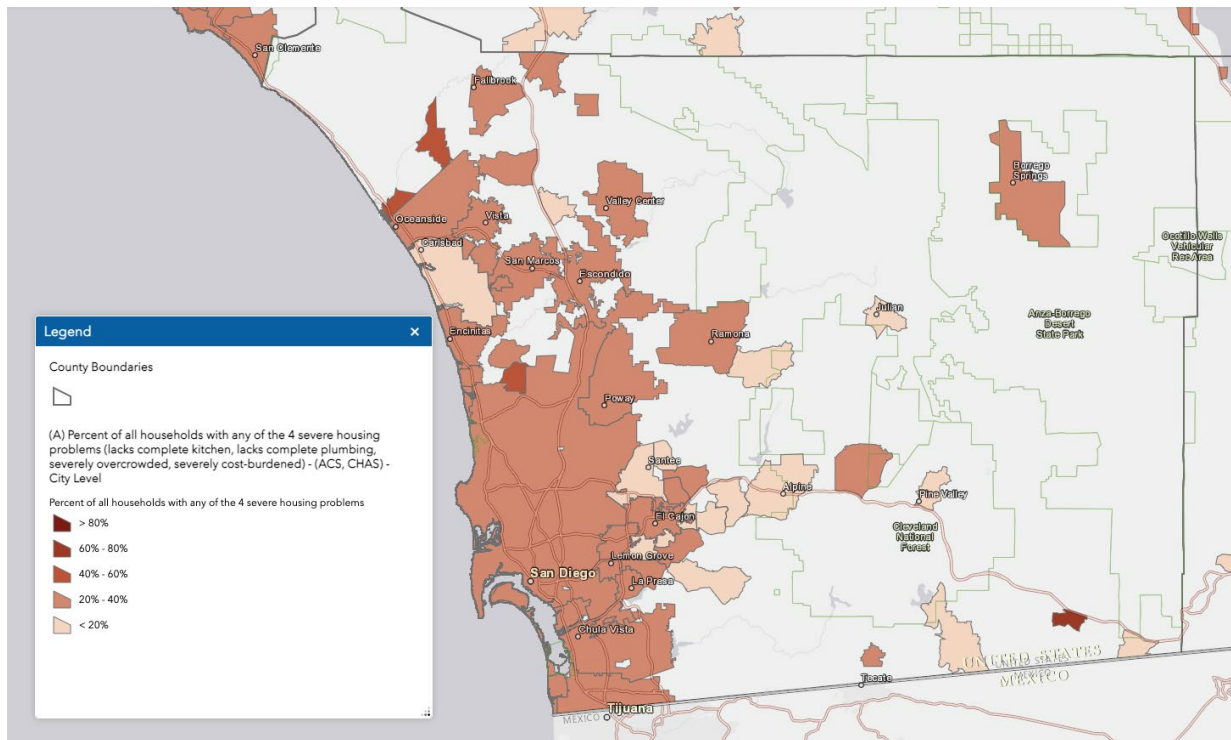 San Clemente
Fallbrook
Borrego
Springs
Valley Center
Oceanside
Vista
Carlsbad
Ocotillo Wells
Vehicular
Rec Area
San Marcos
Escondido
Julian
Anza-Borrego
Desert
State Park
Encinitas
Ramona
Poway
Santee
Alpine
Pine Valley
El Cajon
Cleveland
National
Forest
Lemon Grove
San Diego
La Presa
Chula Vista
UNITED STATES
UNITED STATES
MEXICO
MEXICO
Tecate
Tijuana
MEXICO
Legend
×
County Boundaries
(A) Percent of all households with any of the 4 severe housing
problems (lacks complete kitchen, lacks complete plumbing,
severely overcrowded, severely cost-burdened) - (ACS, CHAS) -
City Level
Percent of all households with any of the 4 severe housing problems
> 80%
60% - 80%
40% - 60%
20% - 40%
< 20%